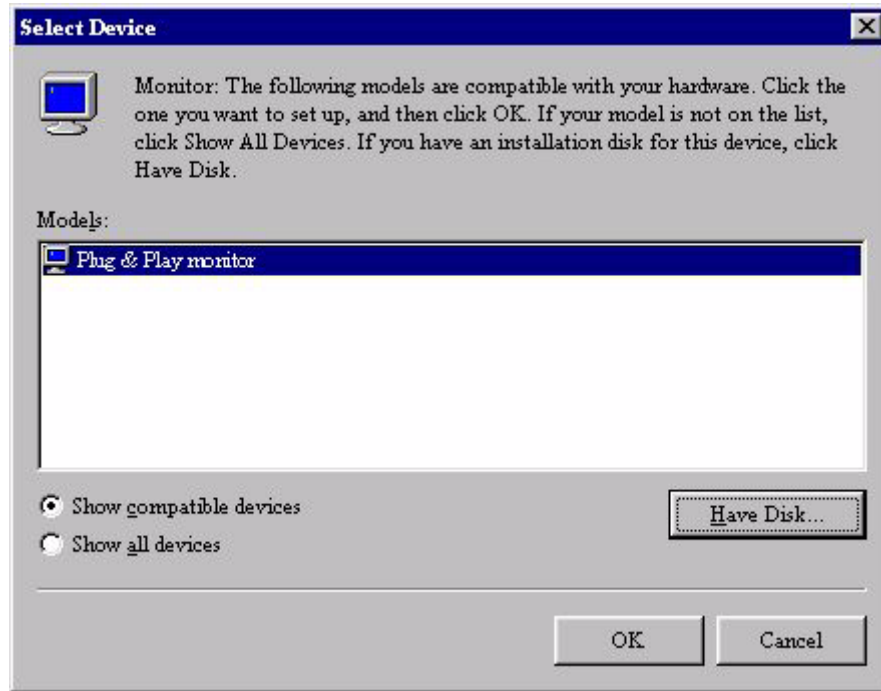 Select Device
Monitor: The following models are compatible with your hardware. Click the
one you want to set up, and then click OK. If your model is not on the list,
click Show All Devices. If you have an installation disk for this device, click
Have Disk.
Models:
Plug & Play monitor
Show compatible devices
Have Disk...
Show all devices
OK
Cancel